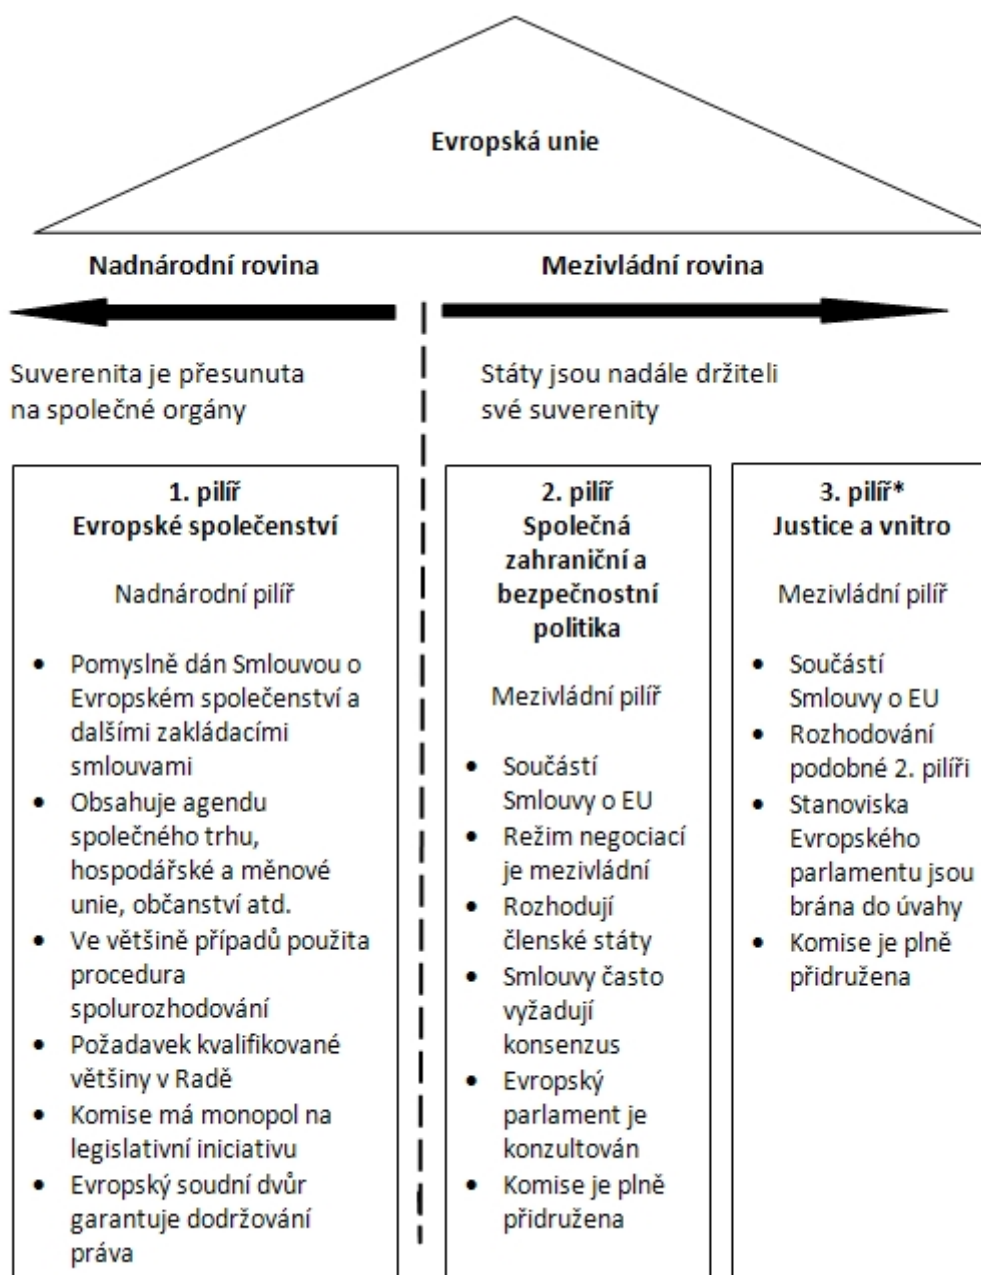 Evropská unie
Nadnárodní rovina
Mezivládní rovina
Suverenita je přesunuta
na společné orgány
Státy jsou nadále držiteli
své suverenity
1. pilíř
Evropské společenství
Nadnárodní pilíř
• Pomyslně dán Smlouvou o
Evropském společenství a
dalšími zakládacími
smlouvami
• Obsahuje agendu
společného trhu,
hospodářské a měnové
unie, občanství atd.
• Ve většině případů použita
procedura
spolurozhodování
• Požadavek kvalifikované
většiny v Radě
• Komise má monopol na
legislativní iniciativu
• Evropský soudní dvůr
garantuje dodržování
práva
2. pilíř
Společná
zahraniční a
bezpečnostní
politika
Mezivládní pilíř
• Součástí
Smlouvy o EU
• Režim negociací
je mezivládní
• Rozhodují
členské státy
• Smlouvy často
vyžadují
konsenzus
• Evropský
parlament je
konzultován
• Komise je plně
přidružena
3. pilíř*
Justice a vnitro
Mezivládní pilíř
• Součástí
Smlouvy o EU
• Rozhodování
podobné 2. pilíři
• Stanoviska
Evropského
parlamentu jsou
brána do úvahy
• Komise je plně
přidružena